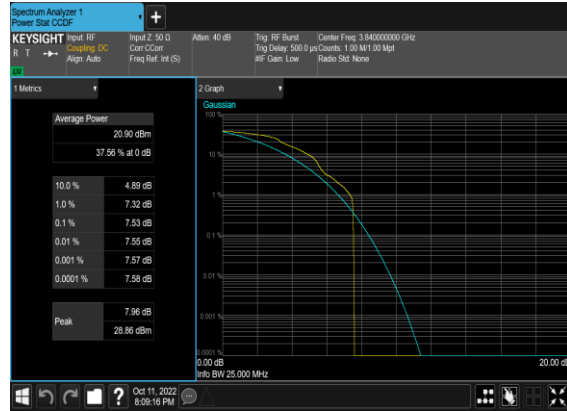 Spectrum Analyzer 1
Power Stat CCDF
KEYSIGHT
R T
Input: RF
Coupling: DC
Align: Auto
Input Z: 50 Ω
Corr CCorr
Freq Ref: Int (S)
Atten: 40 dB
Trig: RF Burst
Trig Delay: 500.0 µs
#IF Gain: Low
Center Freq: 3.840000000 GHz
Counts: 1.00 M/1.00 Mpt
Radio Std: None
1 Metrics
Average Power
20.90 dBm
37.56 % at 0 dB
10.0 % 4.89 dB
1.0 % 7.32 dB
0.1 % 7.53 dB
0.01 % 7.55 dB
0.001 % 7.57 dB
0.0001 % 7.58 dB
Peak
7.96 dB
28.86 dBm
2 Graph
Gaussian
100 %
10 %
1 %
0.1 %
0.01 %
0.001 %
0.0001 %
0.00 dB
20.00 dB
Info BW 25.000 MHz
?
Oct 11, 2022
8:09:16 PM